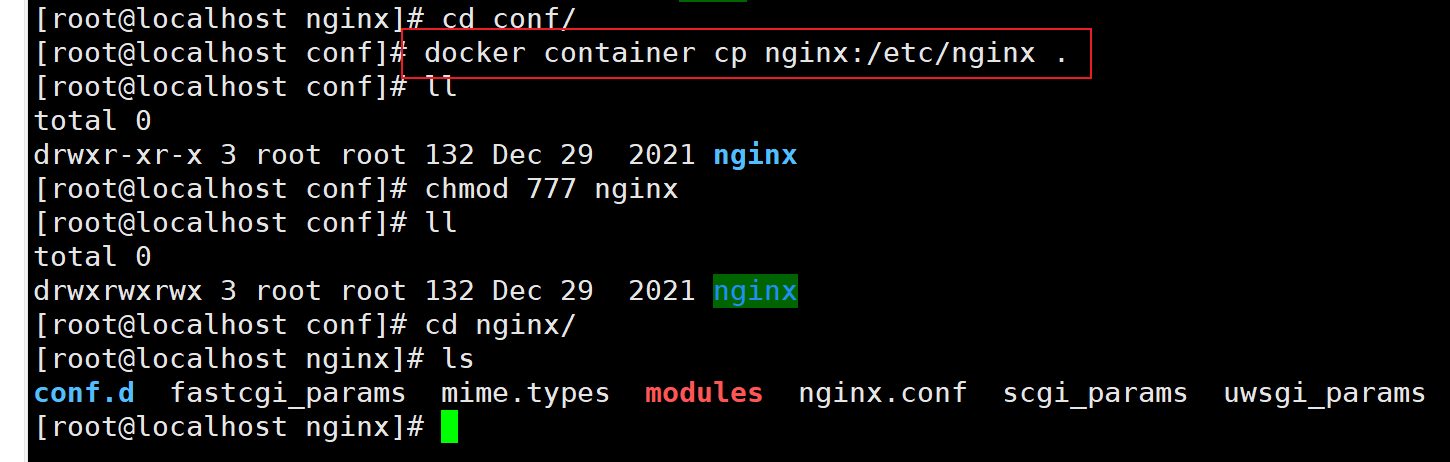 [root@localhost nginx]# cd conf/
[root@localhost conf]# docker container cp nginx:/etc/nginx .
[root@localhost conf]# ll
total 0
drwxr-xr-x 3 root root 132 Dec 29  2021 nginx
[root@localhost conf]# chmod 777 nginx
[root@localhost conf]# ll
total 0
drwxrwxrwx 3 root root 132 Dec 29  2021 nginx
[root@localhost conf]# cd nginx/
[root@localhost nginx]# ls
conf.d  fastcgi_params  mime.types  modules  nginx.conf  scgi_params  uwsgi_params
[root@localhost nginx]#